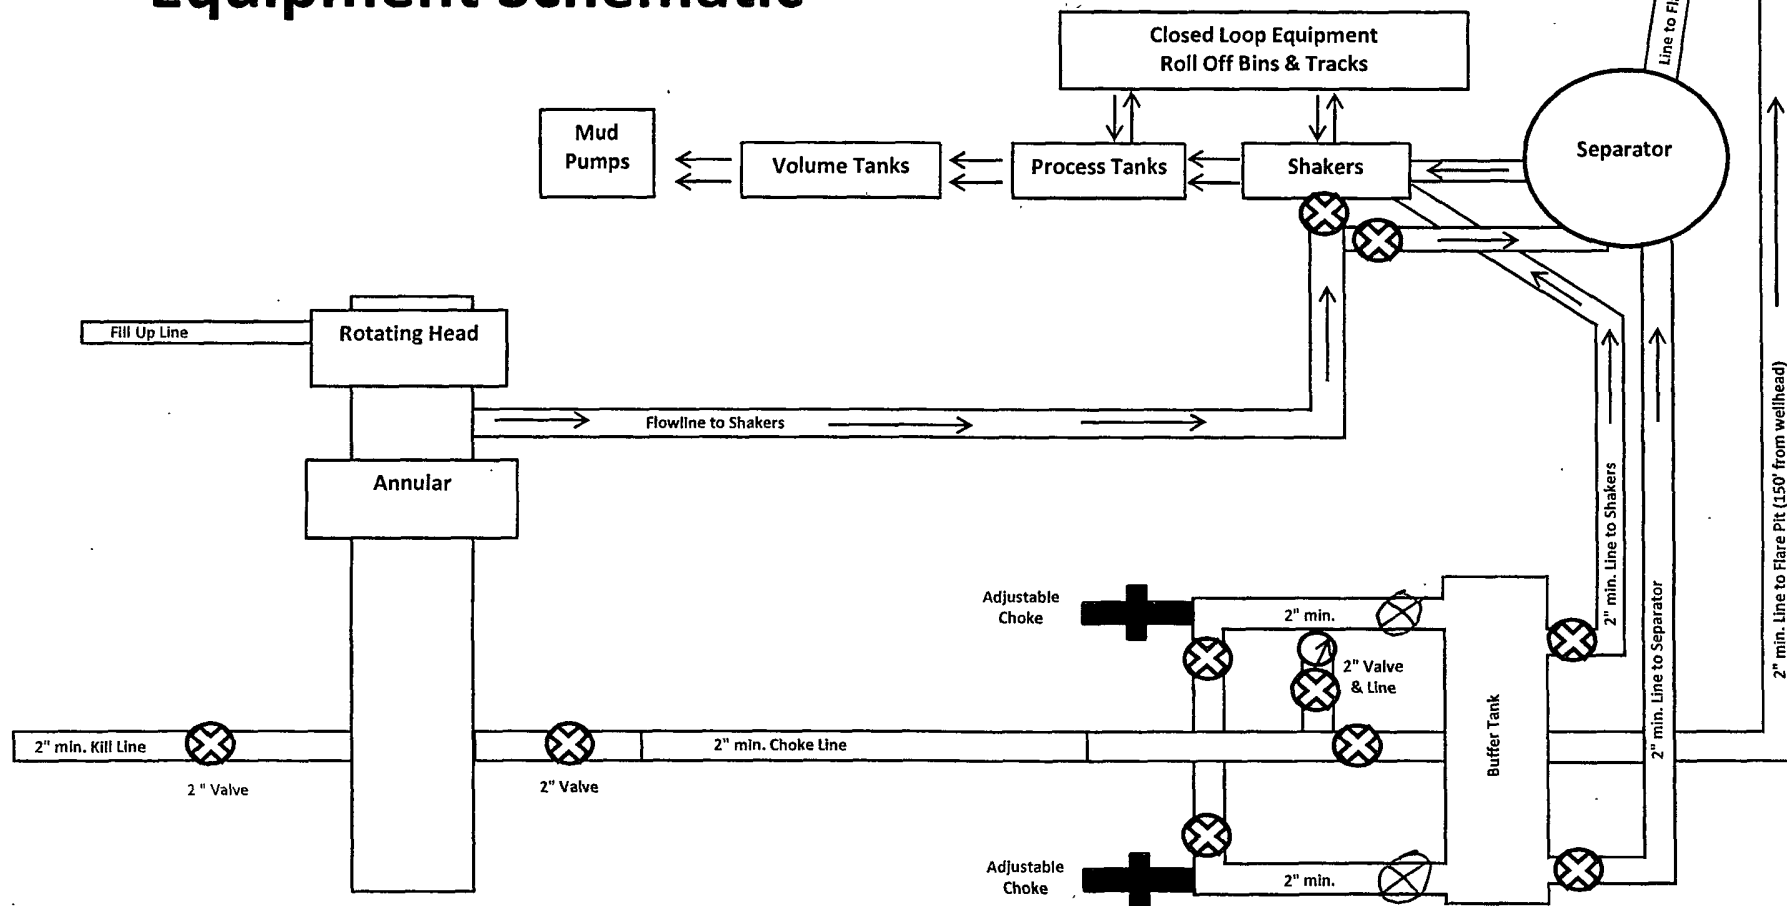 Equipment Schematic
Closed Loop Equipment
Roll Off Bins & Tracks
Line to Fl
Mud
Pumps
Volume Tanks
Process Tanks
Shakers
Separator
Fill Up Line
Rotating Head
Flowline to Shakers
Annular
2" min. Line to Flare Pit (150' from wellhead)
2" min. Line to Shakers
2" min. Line to Separator
Adjustable
Choke
2" min.
2" Valve
& Line
Buffer Tank
2" min. Kill Line
2" min. Choke Line
2 " Valve
2" Valve
Adjustable
Choke
2" min.